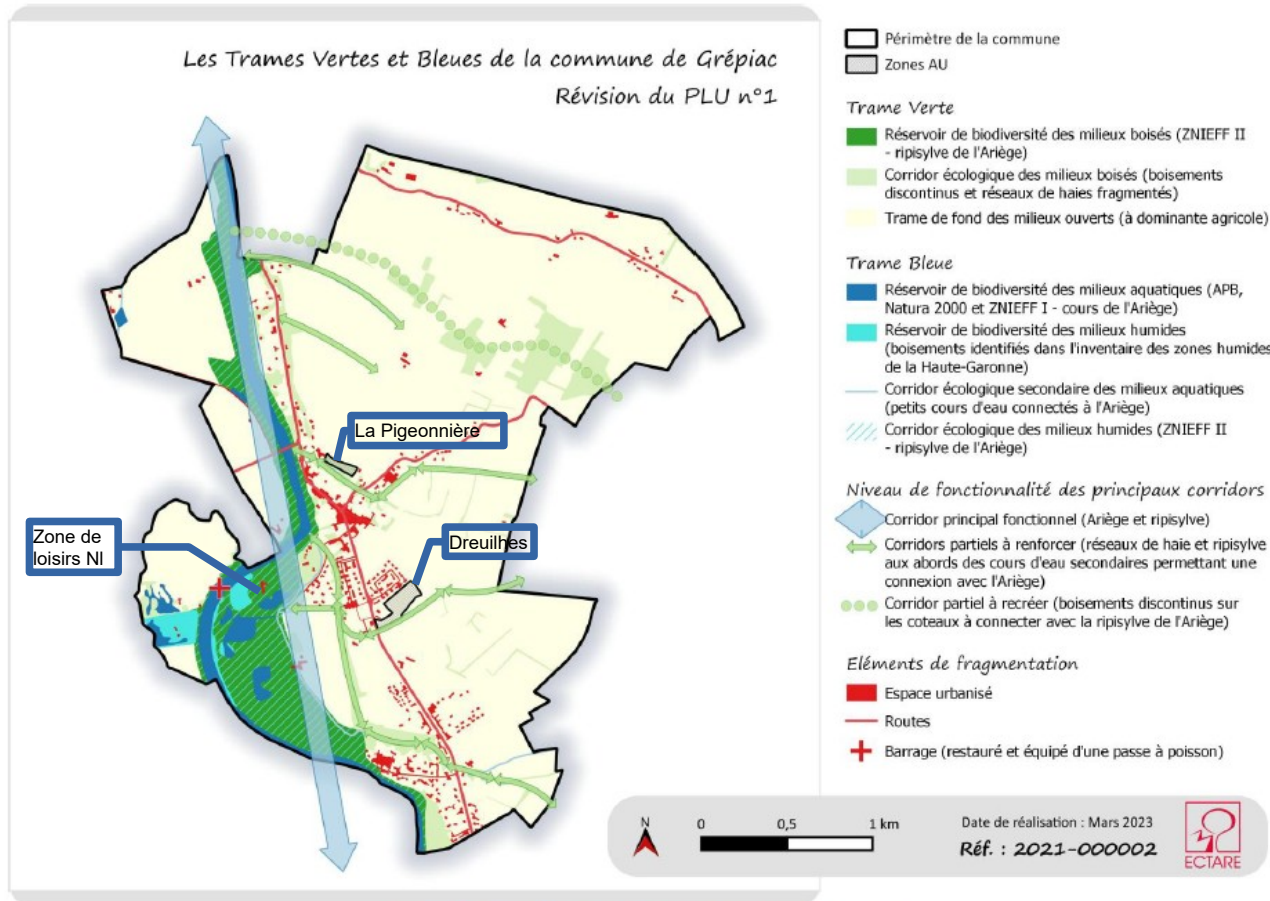 Les Trames Vertes et Bleues de la commune de Grépiac
Révision du PLU n°1
La Pigeonnière
Dreuilhes
Zone de
loisirs Nl
Périmètre de la commune
Zones AU
Trame Verte
Réservoir de biodiversité des milieux boisés (ZNIEFF II
- ripisylve de l'Ariège)
Corridor écologique des milieux boisés (boisements
discontinus et réseaux de haies fragmentés)
Trame de fond des milieux ouverts (à dominante agricole)
Trame Bleue
Réservoir de biodiversité des milieux aquatiques (APB,
Natura 2000 et ZNIEFF I - cours de l'Ariège)
Réservoir de biodiversité des milieux humides
(boisements identifiés dans l'inventaire des zones humides
de la Haute-Garonne)
Corridor écologique secondaire des milieux aquatiques
(petits cours d'eau connectés à l'Ariège)
Corridor écologique des milieux humides (ZNIEFF II
- ripisylve de l'Ariège)
Niveau de fonctionnalité des principaux corridors
Corridor principal fonctionnel (Ariège et ripisylve)
Corridors partiels à renforcer (réseaux de haie et ripisylve
aux abords des cours d'eau secondaires permettant une
connexion avec l'Ariège)
Corridor partiel à recréer (boisements discontinus sur
les coteaux à connecter avec la ripisylve de l'Ariège)
Eléments de fragmentation
Espace urbanisé
Routes
Barrage (restauré et équipé d'une passe à poisson)
N
0 0,5 1 km
Date de réalisation : Mars 2023
Réf. : 2021-000002
ECTARE